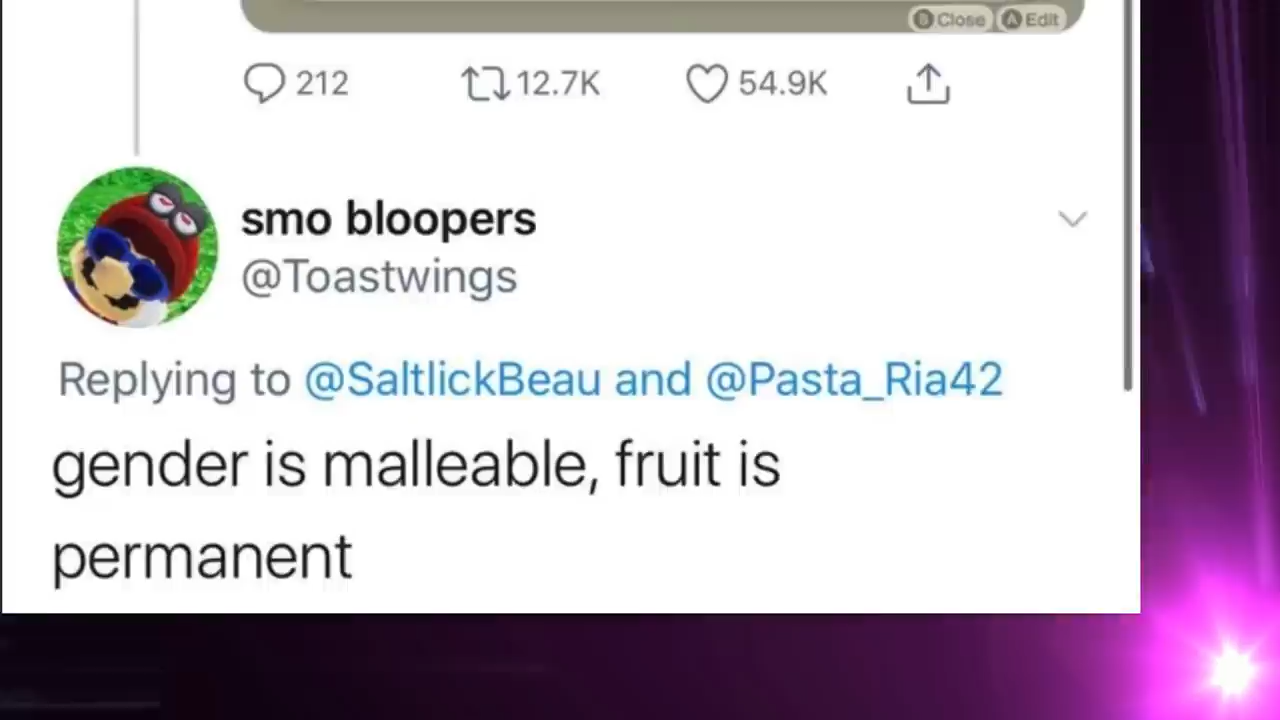 B Close A Edit
212 12.7K 54.9K
smo bloopers
@Toastwings
Replying to @SaltlickBeau and @Pasta_Ria42
gender is malleable, fruit is
permanent